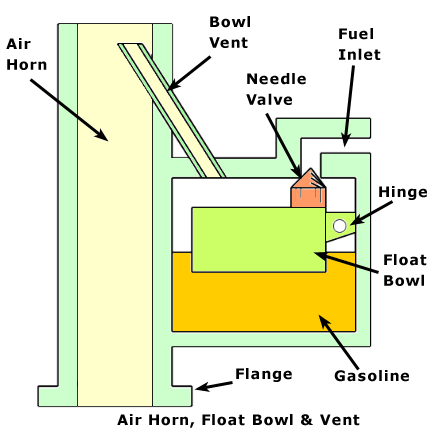 Bowl
Vent
Fuel
Inlet
Air
Horn
Needle
Valve
Hinge
Float
Bowl
Flange
Gasoline
Air Horn, Float Bowl & Vent